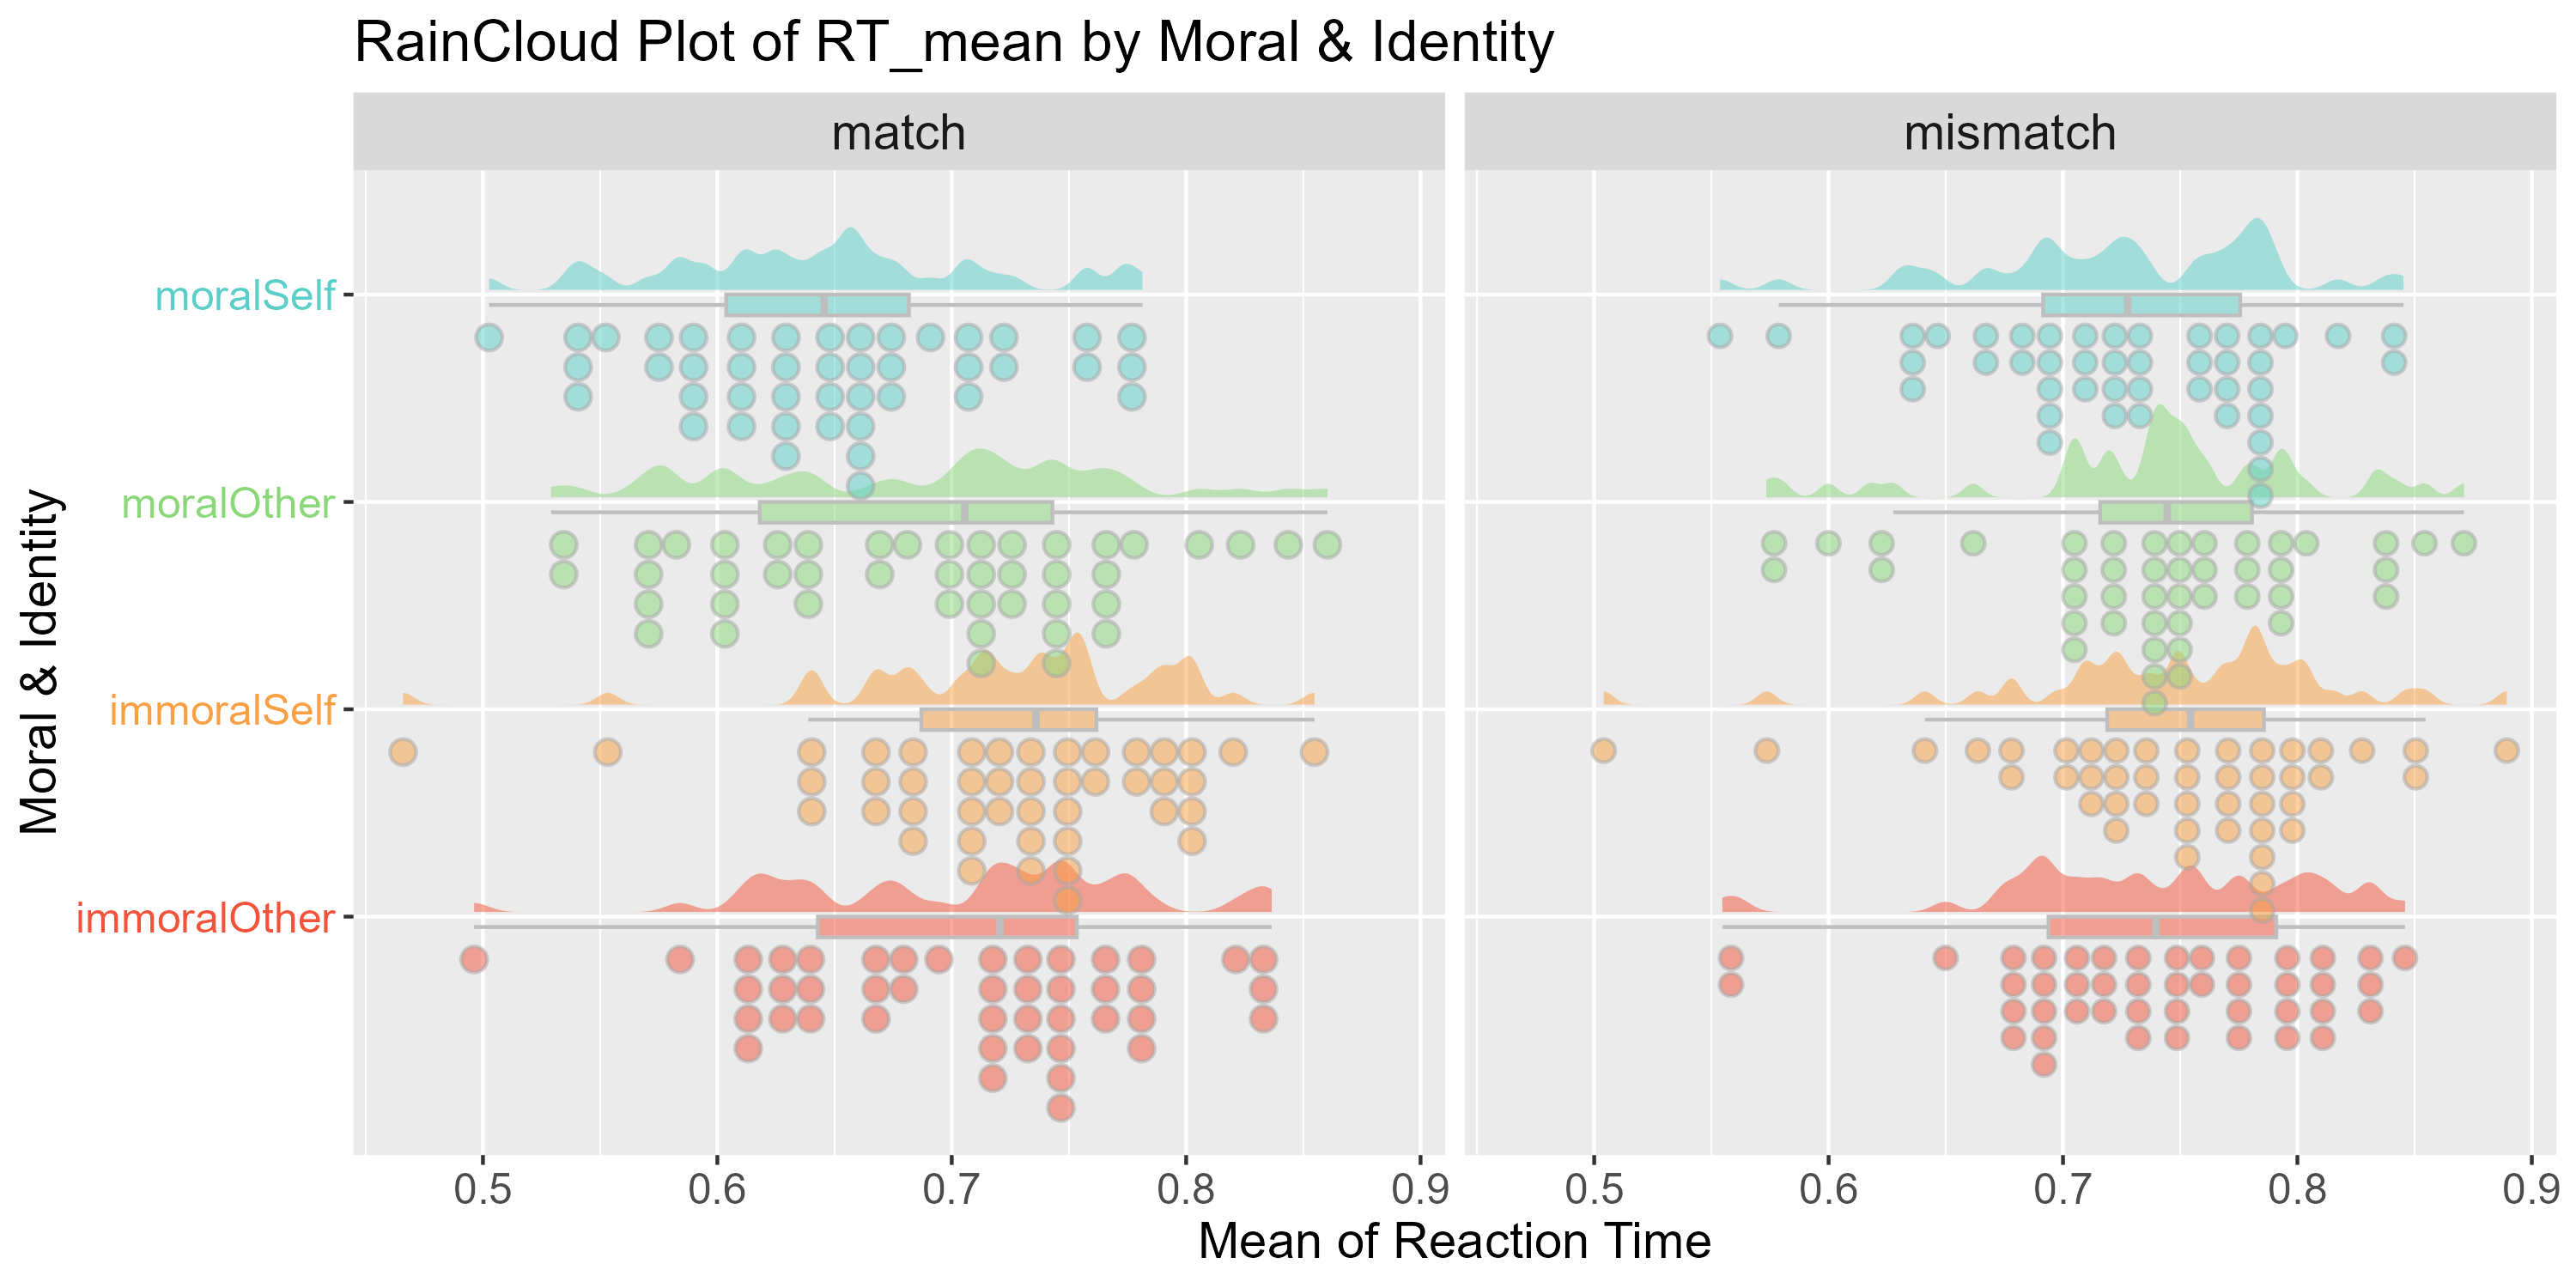 RainCloud Plot of RT_mean by Moral & Identity
match
mismatch
Moral & Identity
moralSelf
moralOther
immoralSelf
immoralOther
0.5 0.6 0.7 0.8 0.9 0.5 0.6 0.7 0.8 0.9
Mean of Reaction Time